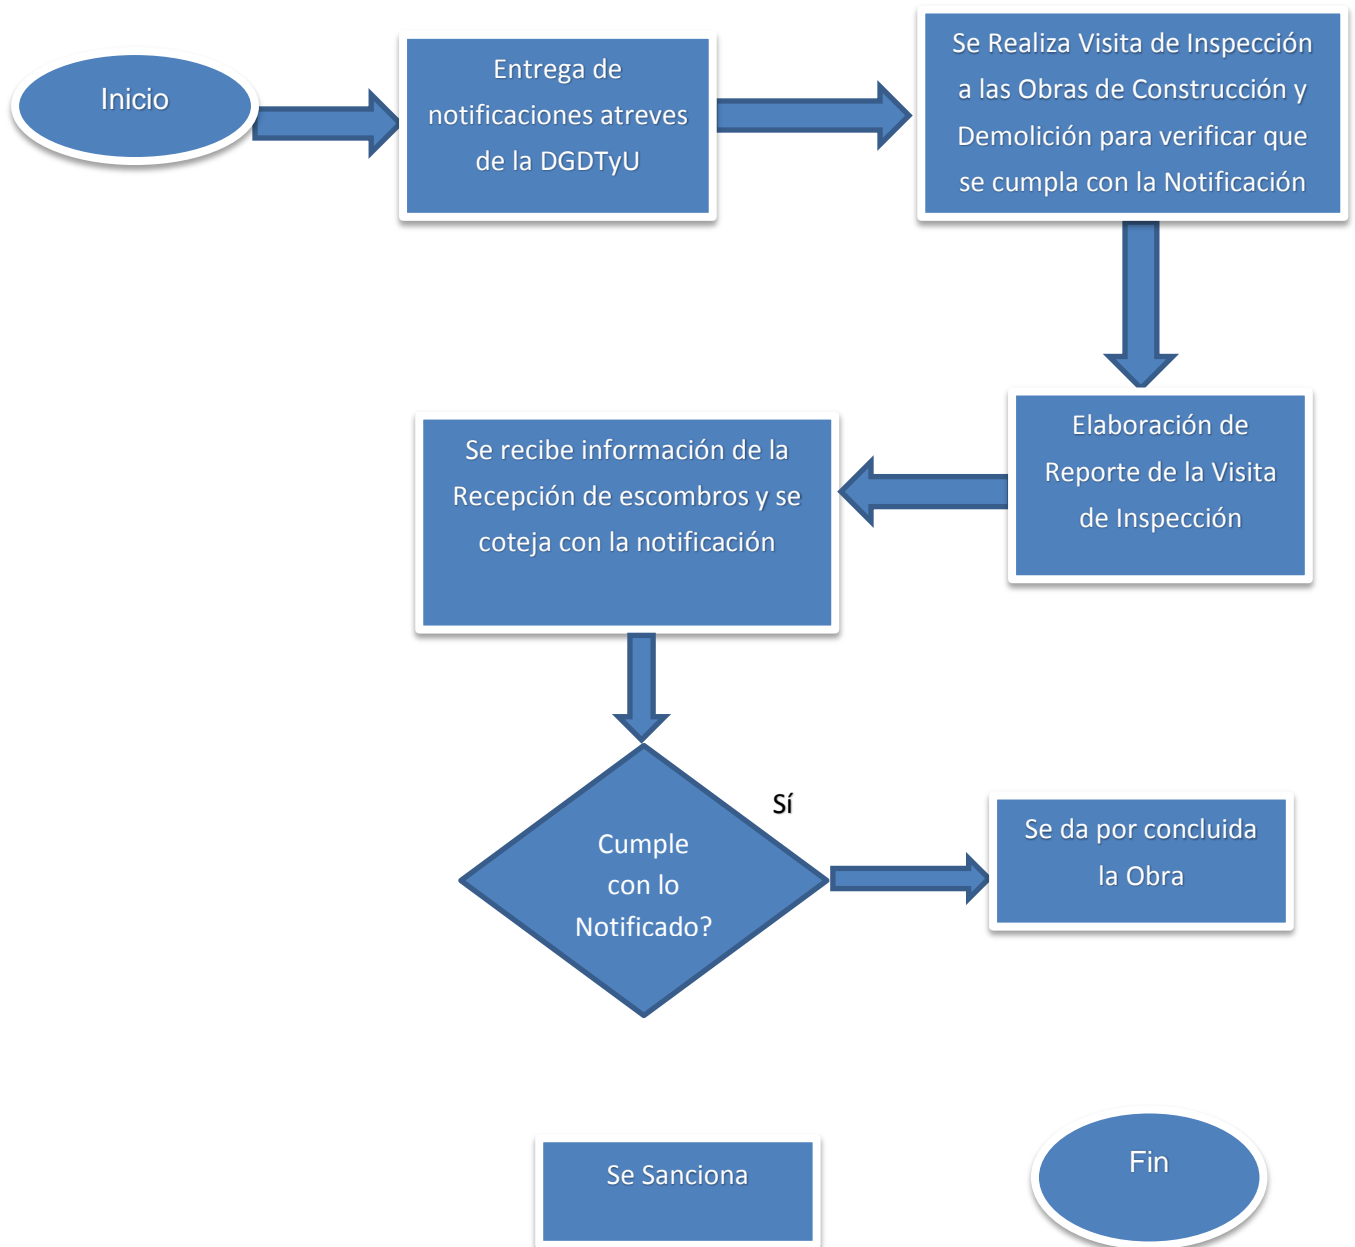 Inicio
Entrega de
notificaciones atreves
de la DGDTyU
Se Realiza Visita de Inspección
a las Obras de Construcción y
Demolición para verificar que
se cumpla con la Notificación
Elaboración de
Reporte de la Visita
de Inspección
Se recibe información de la
Recepción de escombros y se
coteja con la notificación
Cumple
con lo
Notificado?
Sí
Se da por concluida
la Obra
Se Sanciona
Fin